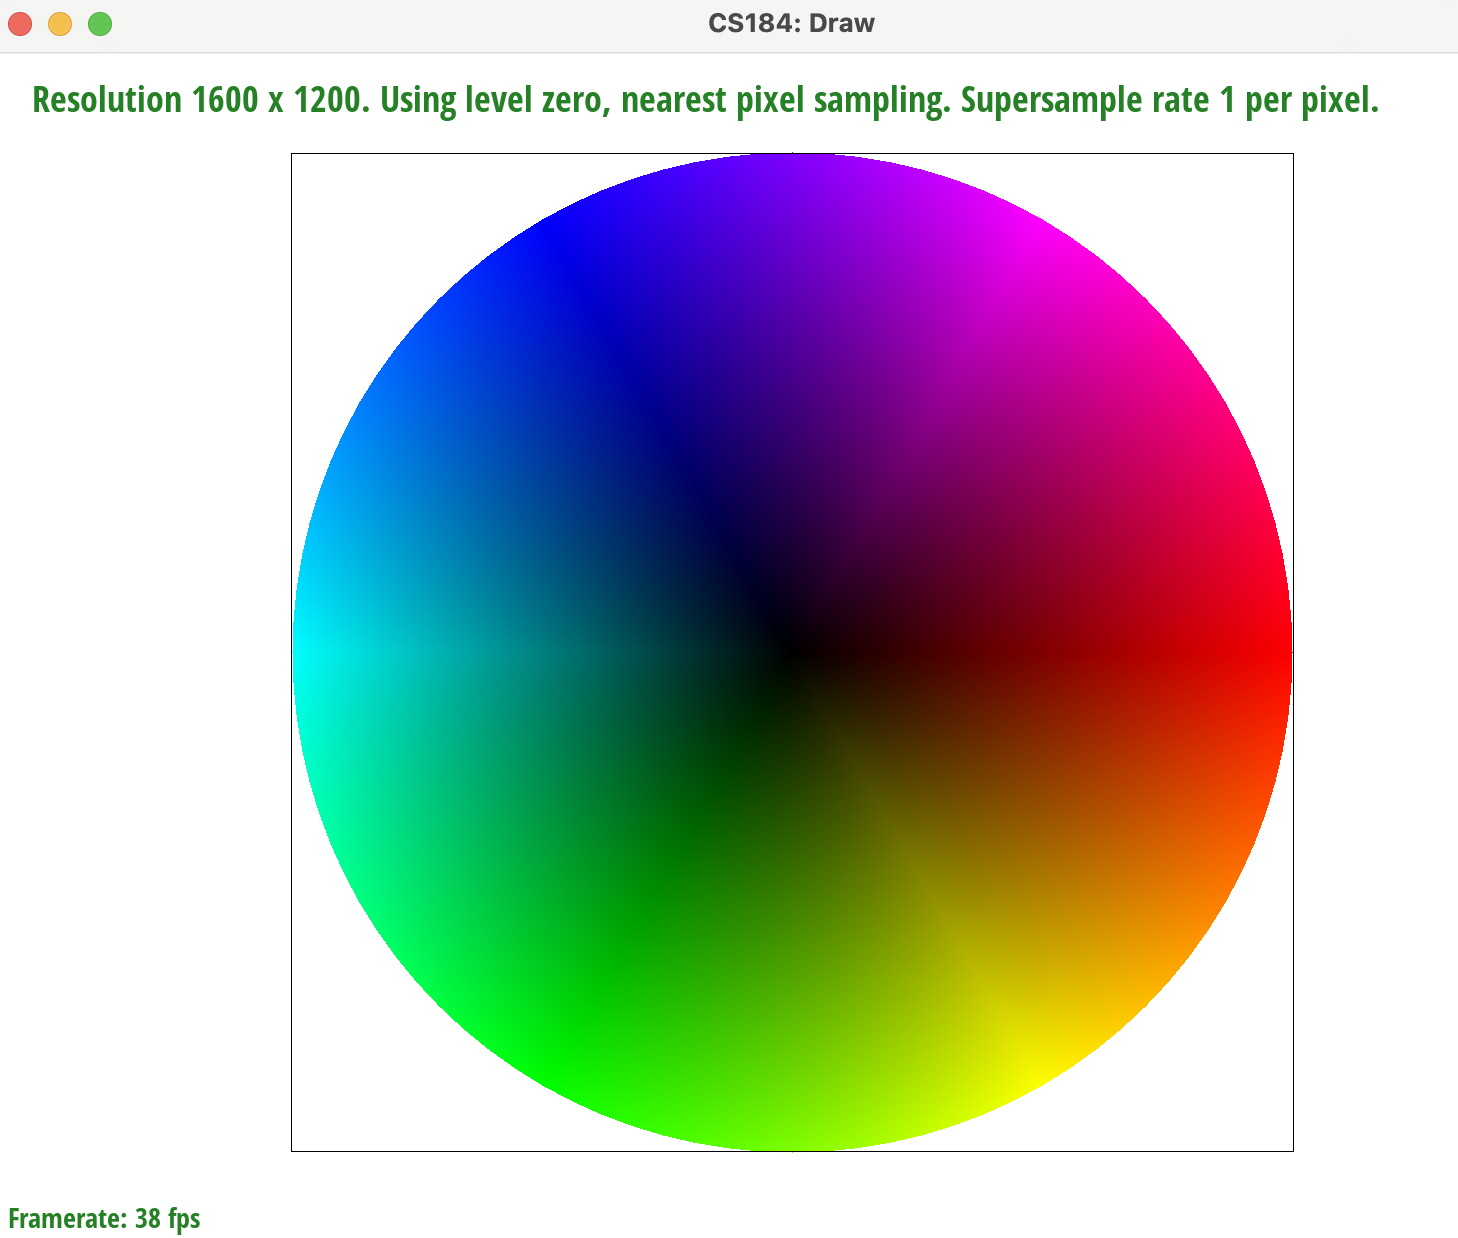 CS184: Draw
Resolution 1600 x 1200. Using level zero, nearest pixel sampling. Supersample rate 1 per pixel.
Framerate: 38 fps